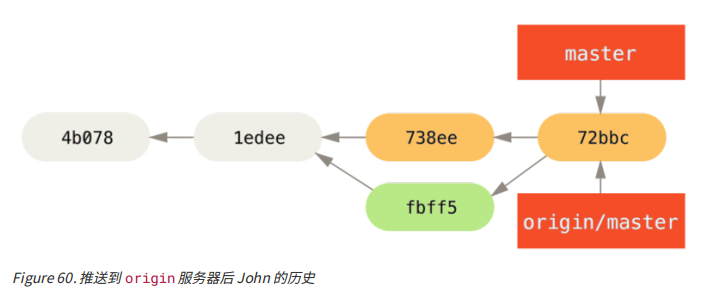 master
4b078
1edee
738ee
72bbc
fbff5
origin/master
Figure 60. 推送到 origin 服务器后 John 的历史